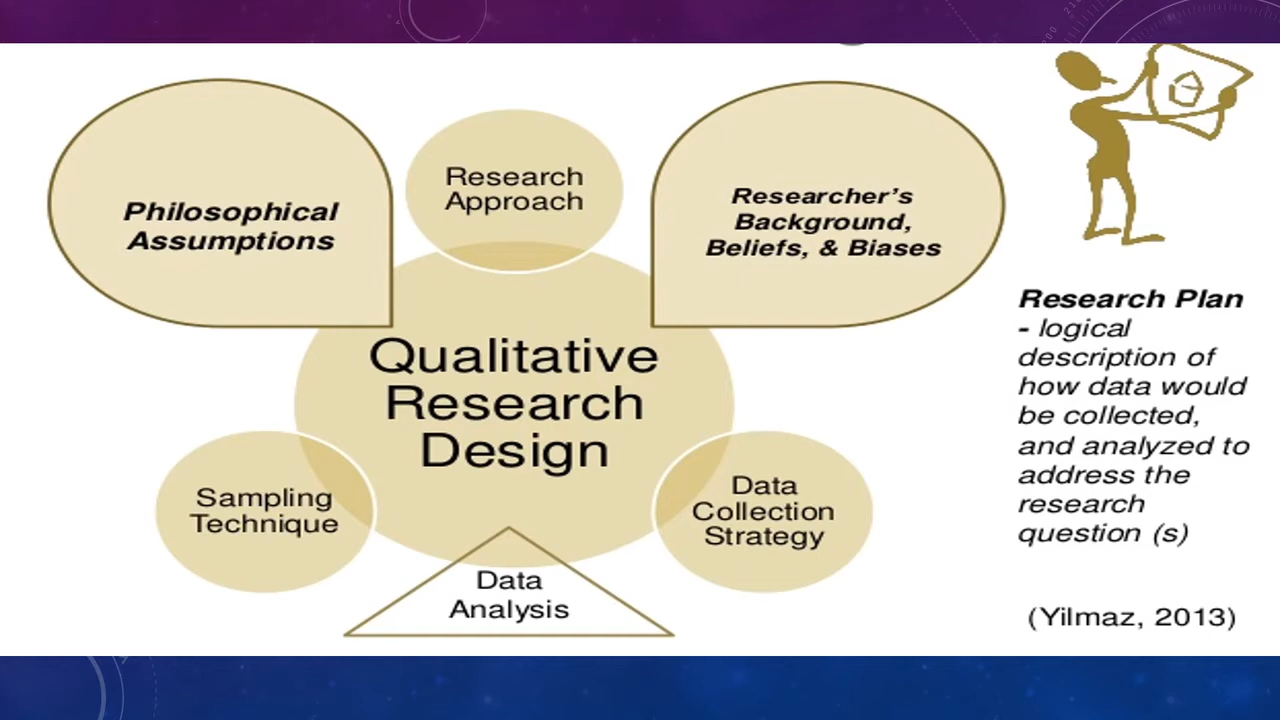 Philosophical
Assumptions
Research
Approach
Researcher's
Background,
Beliefs, & Biases
Qualitative
Research
Design
Sampling
Technique
Data
Collection
Strategy
Data
Analysis
Research Plan
- logical
description of
how data would
be collected,
and analyzed to
address the
research
question (s)
(Yilmaz, 2013)